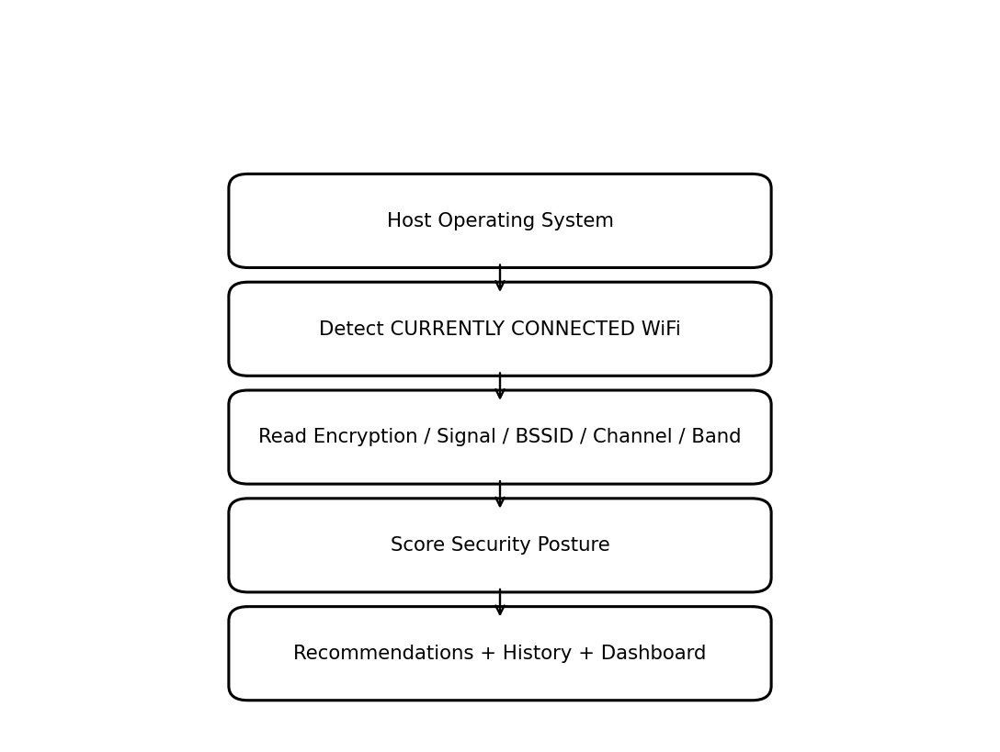 Host Operating System
Detect CURRENTLY CONNECTED WiFi
Read Encryption / Signal / BSSID / Channel / Band
Score Security Posture
Recommendations + History + Dashboard